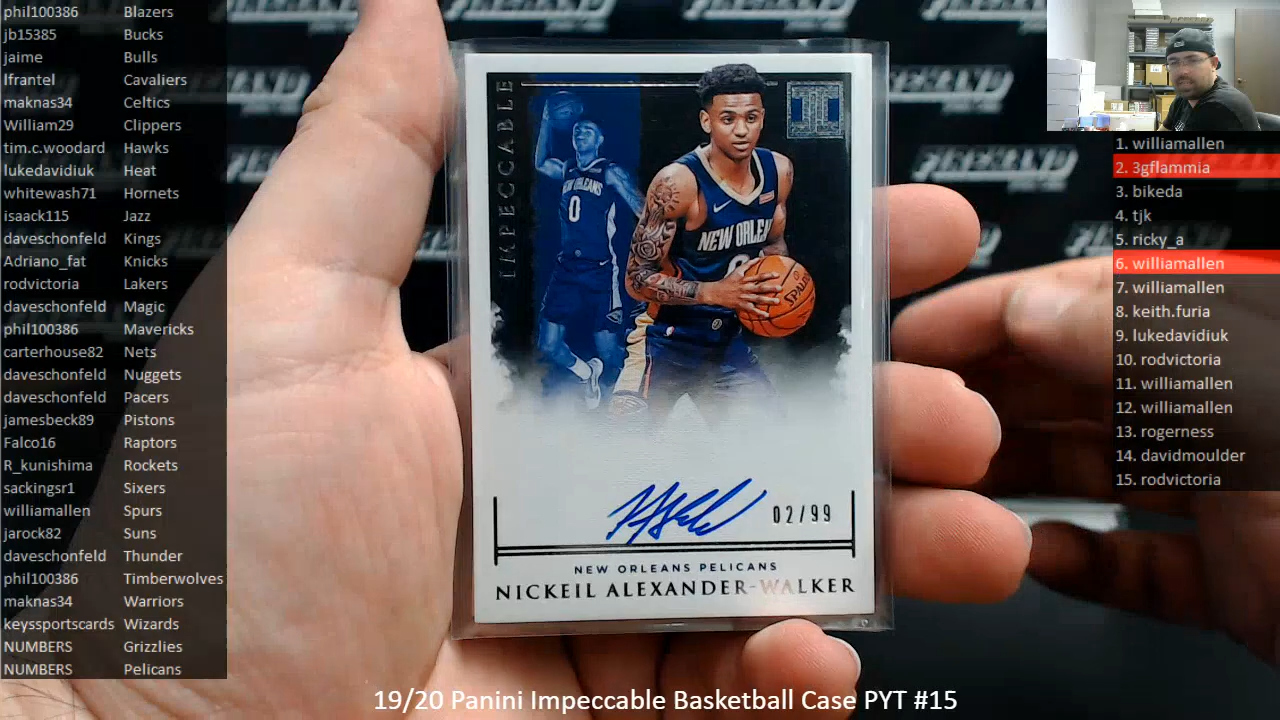 phil100386 Blazers
jb15385 Bucks
jaime Bulls
lfrantel Cavaliers
maknas34 Celtics
William29 Clippers
tim.c.woodard Hawks
lukedavidiuk Heat
whitewash71 Hornets
isaack115 Jazz
daveschonfeld Kings
Adriano_fat Knicks
rodvictoria Lakers
daveschonfeld Magic
phil100386 Mavericks
carterhouse82 Nets
daveschonfeld Nuggets
daveschonfeld Pacers
jamesbeck89 Pistons
Falco16 Raptors
R_kunishima Rockets
sackingsr1 Sixers
williamallen Spurs
jarock82 Suns
daveschonfeld Thunder
phil100386 Timberwolves
maknas34 Warriors
keyssportscards Wizards
NUMBERS Grizzlies
NUMBERS Pelicans
IMPECCABLE
0
NEW ORLEANS
SPALDING
02/99
NEW ORLEANS PELICANS
NICKEIL ALEXANDER-WALKER
1. williamallen
2. 3gflammia
3. bikeda
4. tjk
5. ricky_a
6. williamallen
7. williamallen
8. keith.furia
9. lukedavidiuk
10. rodvictoria
11. williamallen
12. williamallen
13. rogerness
14. davidmoulder
15. rodvictoria
19/20 Panini Impeccable Basketball Case PYT #15